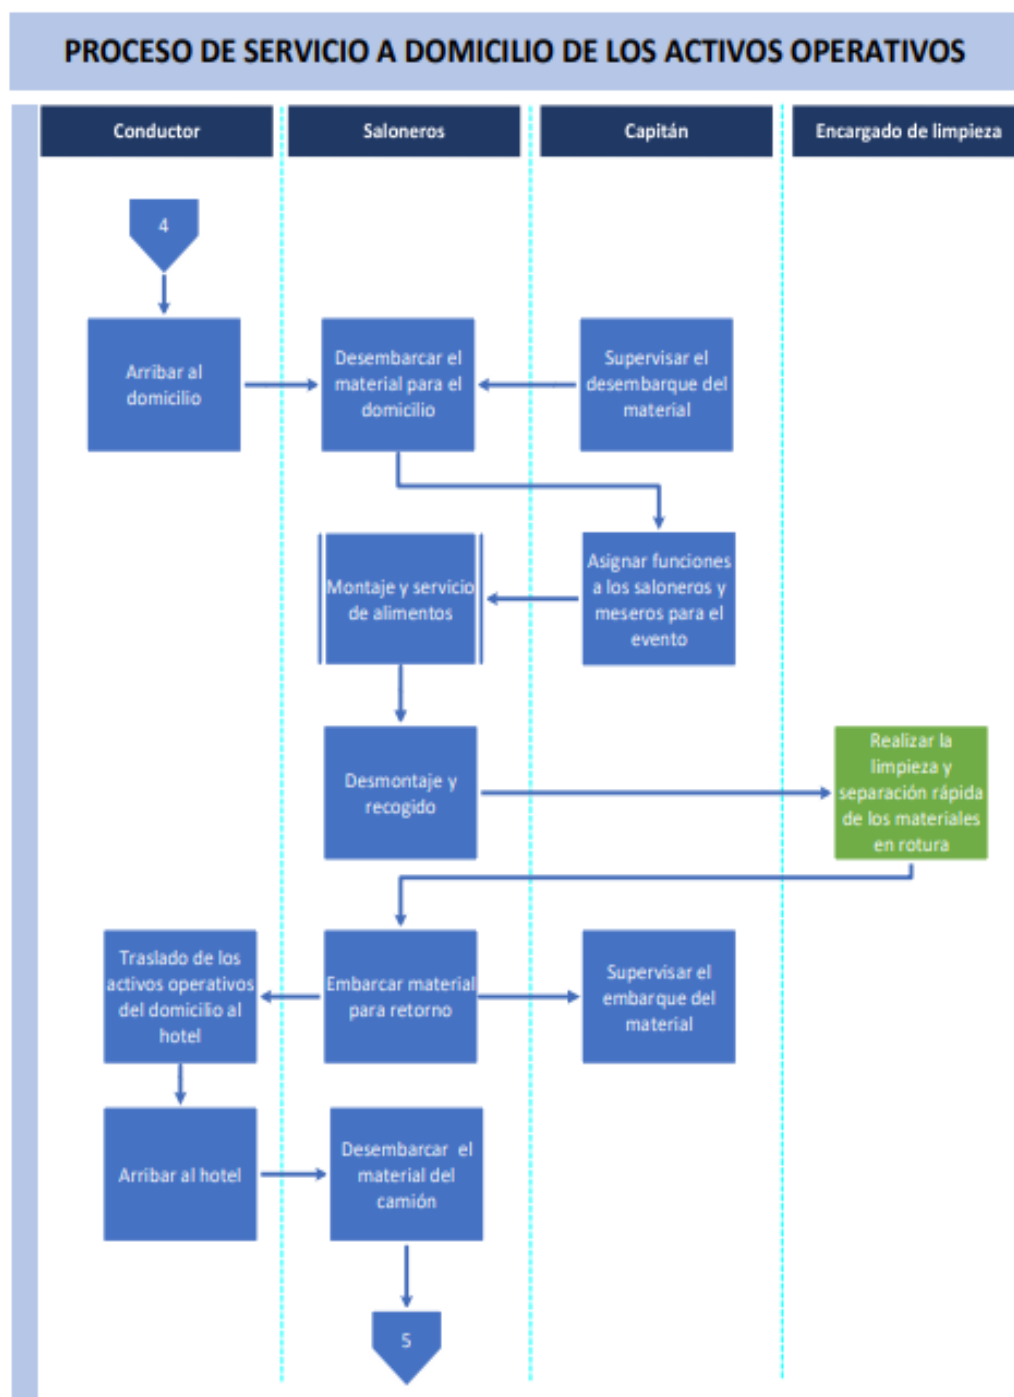 PROCESO DE SERVICIO A DOMICILIO DE LOS ACTIVOS OPERATIVOS
Conductor
Saloneros
Capitán
Encargado de limpieza
4
Arribar al
domicilio
Desembarcar el
material para el
domicilio
Supervisar el
desembarque del
material
Montaje y servicio
de alimentos
Asignar funciones
a los saloneros y
meseros para el
evento
Desmontaje y
recogido
Realizar la
limpieza y
separación rápida
de los materiales
en rotura
Traslado de los
activos operativos
del domicilio al
hotel
Embarcar material
para retorno
Supervisar el
embarque del
material
Arribar al hotel
Desembarcar el
material del
camión
5